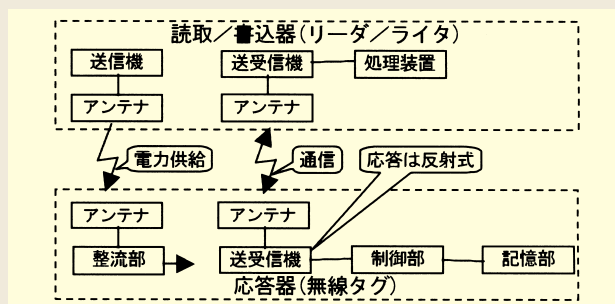 読取／書込器(リーダ／ライタ)
送信機
送受信機
処理装置
アンテナ
アンテナ
電力供給
通信
応答は反射式
アンテナ
アンテナ
整流部
送受信機
制御部
記憶部
応答器(無線タグ)